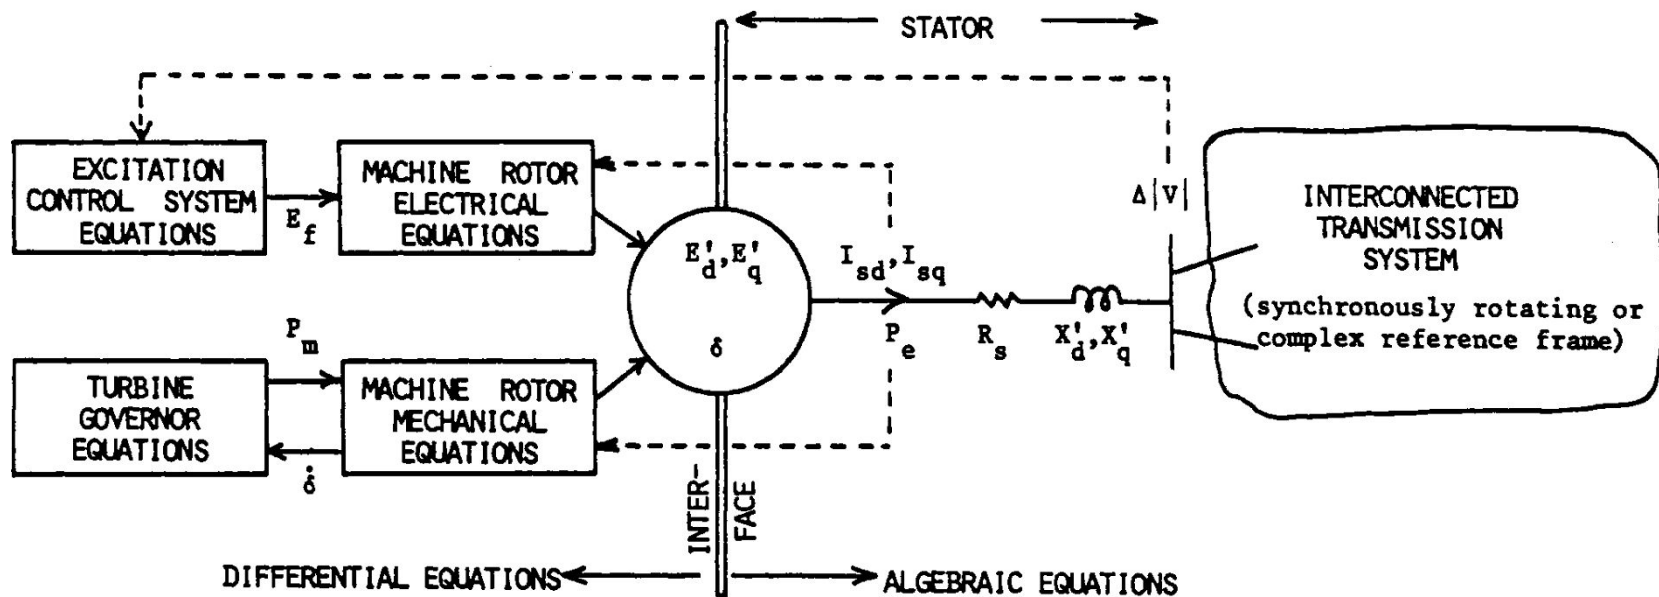 STATOR
EXCITATION
CONTROL SYSTEM
EQUATIONS
E_f
MACHINE ROTOR
ELECTRICAL
EQUATIONS
E'_d,E'_q
δ
I_sd,I_sq
P_e
R_s
X'_d,X'_q
Δ|V|
INTERCONNECTED
TRANSMISSION
SYSTEM
(synchronously rotating or
complex reference frame)
P_m
TURBINE
GOVERNOR
EQUATIONS
δ̇
MACHINE ROTOR
MECHANICAL
EQUATIONS
INTER-
FACE
DIFFERENTIAL EQUATIONS
ALGEBRAIC EQUATIONS